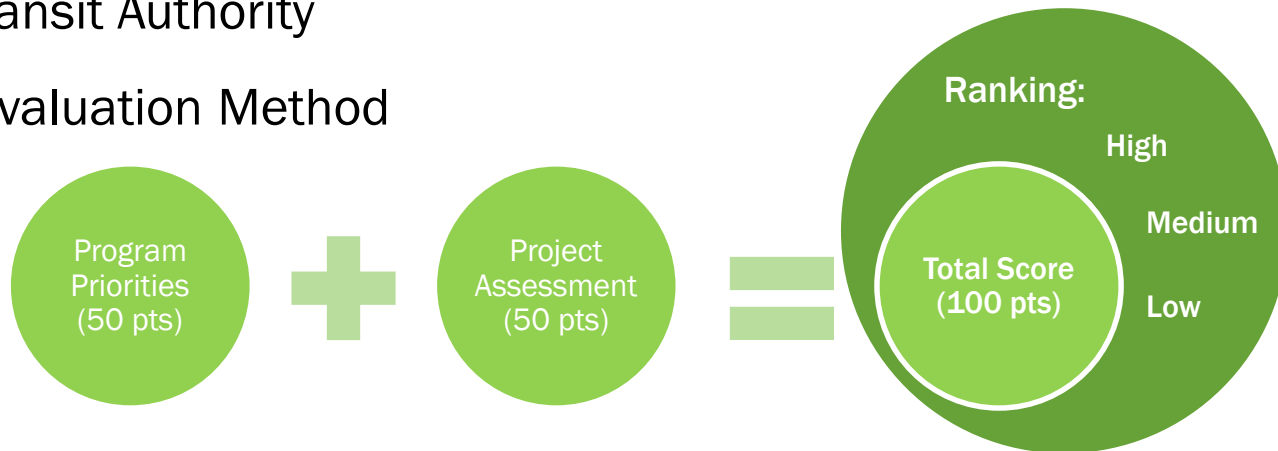 ansit Authority
valuation Method
Program
Priorities
(50 pts)
Project
Assessment
(50 pts)
Ranking:
High
Medium
Low
Total Score
(100 pts)